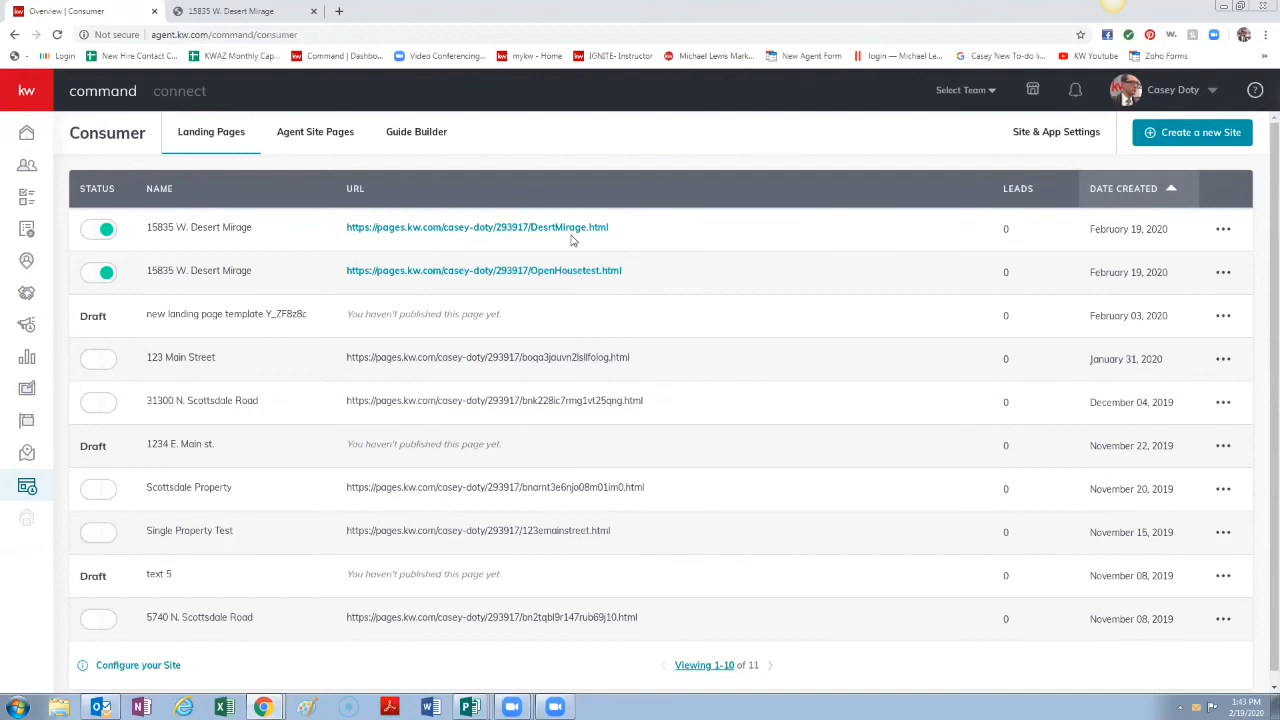 Overview | Consumer
15835 W. Desert Mirage
Not secure | agent.kw.com/command/consumer
Login
New Hire Contact C...
KWAZ Monthly Cap...
Command | Dashbo...
Video Conferencing...
mykw - Home
IGNITE- Instructor
Michael Lewis Mark...
New Agent Form
login — Michael Le...
Casey New To-do li...
KW Youtube
Zoho Forms
kw
command connect
Select Team
Casey Doty
Consumer
Landing Pages
Agent Site Pages
Guide Builder
Site & App Settings
Create a new Site
STATUS NAME URL LEADS DATE CREATED
15835 W. Desert Mirage https://pages.kw.com/casey-doty/293917/DesrtMirage.html 0 February 19, 2020
15835 W. Desert Mirage https://pages.kw.com/casey-doty/293917/OpenHousetest.html 0 February 19, 2020
Draft new landing page template Y_ZF8z8c You haven't published this page yet. 0 February 03, 2020
123 Main Street https://pages.kw.com/casey-doty/293917/boqa3jauvn2lsllfolog.html 0 January 31, 2020
31300 N. Scottsdale Road https://pages.kw.com/casey-doty/293917/bnk228ic7rmg1vt25qng.html 0 December 04, 2019
Draft 1234 E. Main st. You haven't published this page yet. 0 November 22, 2019
Scottsdale Property https://pages.kw.com/casey-doty/293917/bnarnt3e6njo08m01im0.html 0 November 20, 2019
Single Property Test https://pages.kw.com/casey-doty/293917/123emainstreet.html 0 November 15, 2019
Draft text 5 You haven't published this page yet. 0 November 08, 2019
5740 N. Scottsdale Road https://pages.kw.com/casey-doty/293917/bn2tqbl9r147rub69j10.html 0 November 08, 2019
Configure your Site
Viewing 1-10 of 11
1:43 PM
2/19/2020